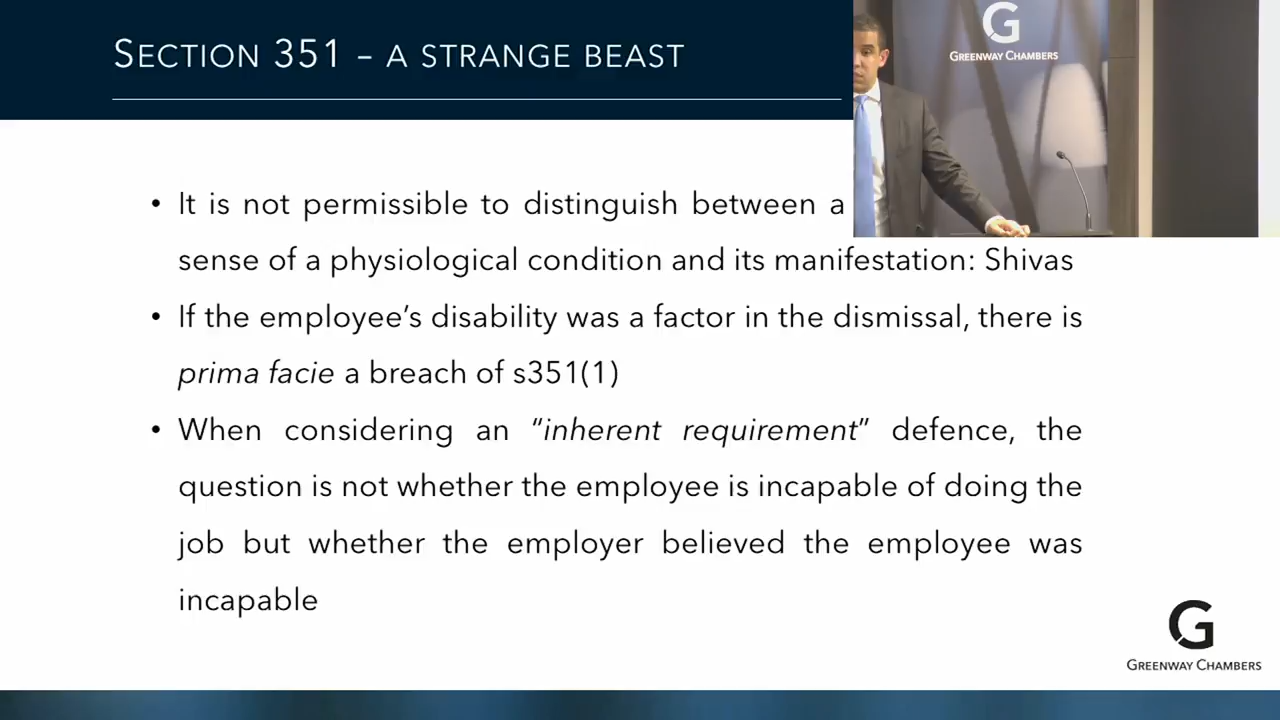 SECTION 351 – A STRANGE BEAST
G
GREENWAY CHAMBERS
• It is not permissible to distinguish between a
sense of a physiological condition and its manifestation: Shivas
• If the employee’s disability was a factor in the dismissal, there is
prima facie a breach of s351(1)
• When considering an “inherent requirement” defence, the
question is not whether the employee is incapable of doing the
job but whether the employer believed the employee was
incapable
G
GREENWAY CHAMBERS